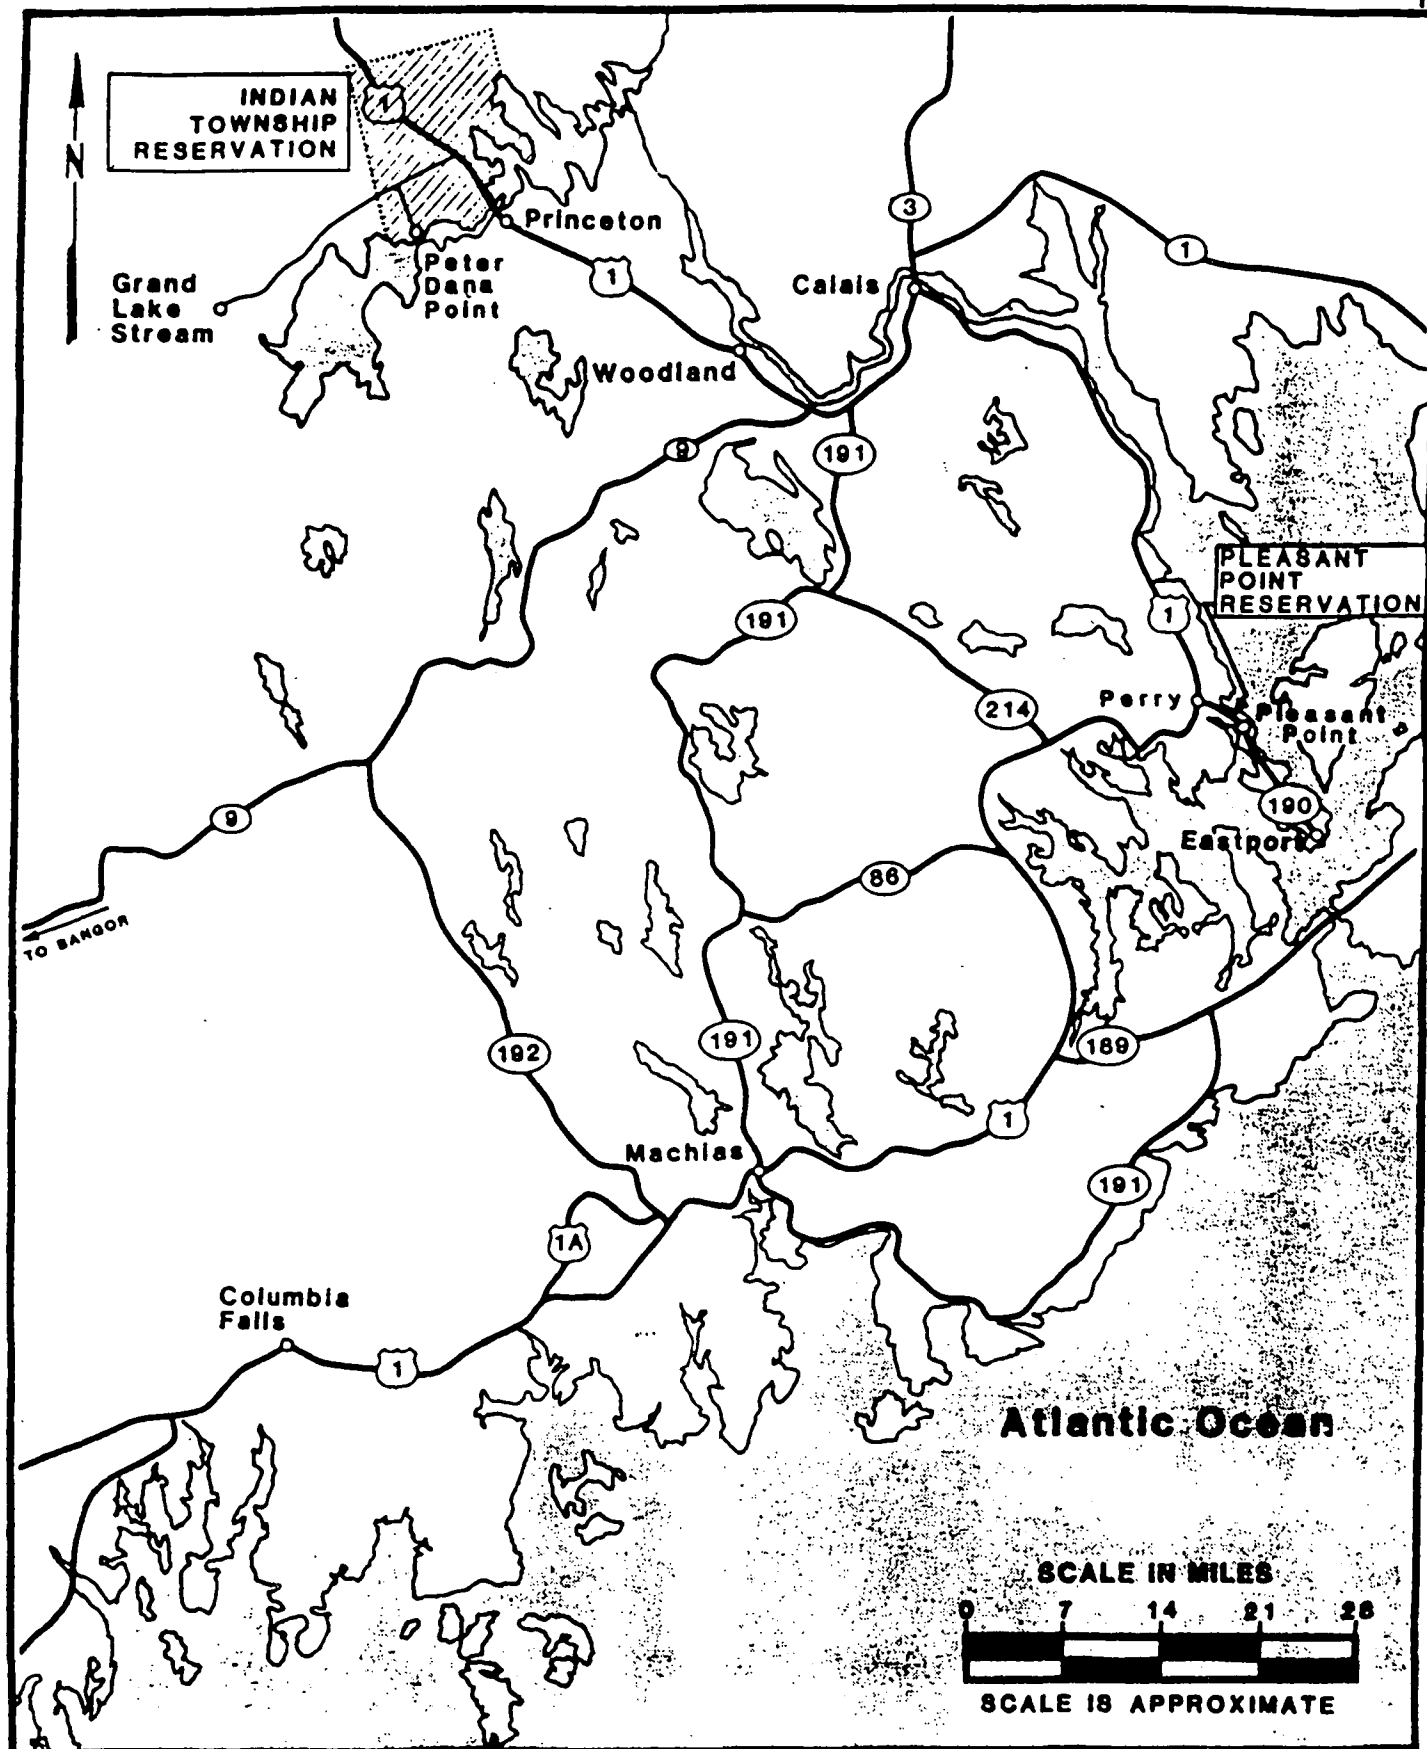 INDIAN
TOWNSHIP
RESERVATION
N
1
Princeton
Peter
Dana
Point
Grand
Lake
Stream
1
3
1
Calais
Woodland
9
191
PLEASANT
POINT
RESERVATION
1
191
214
Perry
Pleasant
Point
190
Eastport
9
86
TO BANGOR
192
191
189
1
Machias
191
1A
Columbia
Falls
1
Atlantic Ocean
SCALE IN MILES
0 7 14 21 28
SCALE IS APPROXIMATE